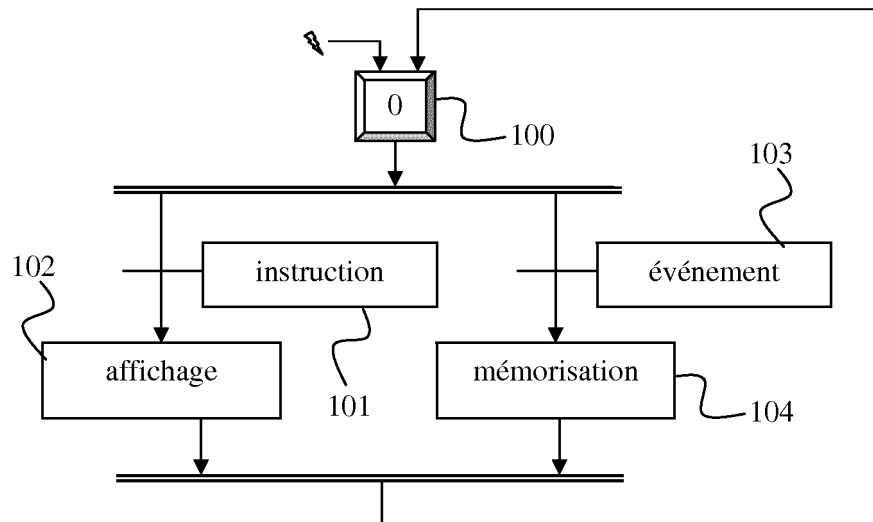 0
100
103
102
instruction
événement
affichage
mémorisation
101
104